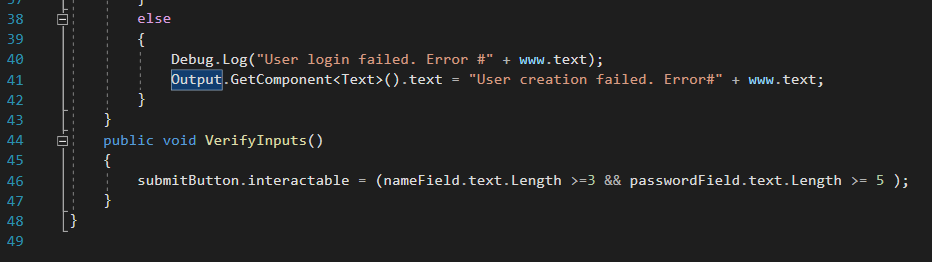 37 }
38 else
39 {
40 Debug.Log("User login failed. Error #" + www.text);
41 Output.GetComponent<Text>().text = "User creation failed. Error#" + www.text;
42 }
43 }
44 public void VerifyInputs()
45 {
46 submitButton.interactable = (nameField.text.Length >=3 && passwordField.text.Length >= 5 );
47 }
48 }
49